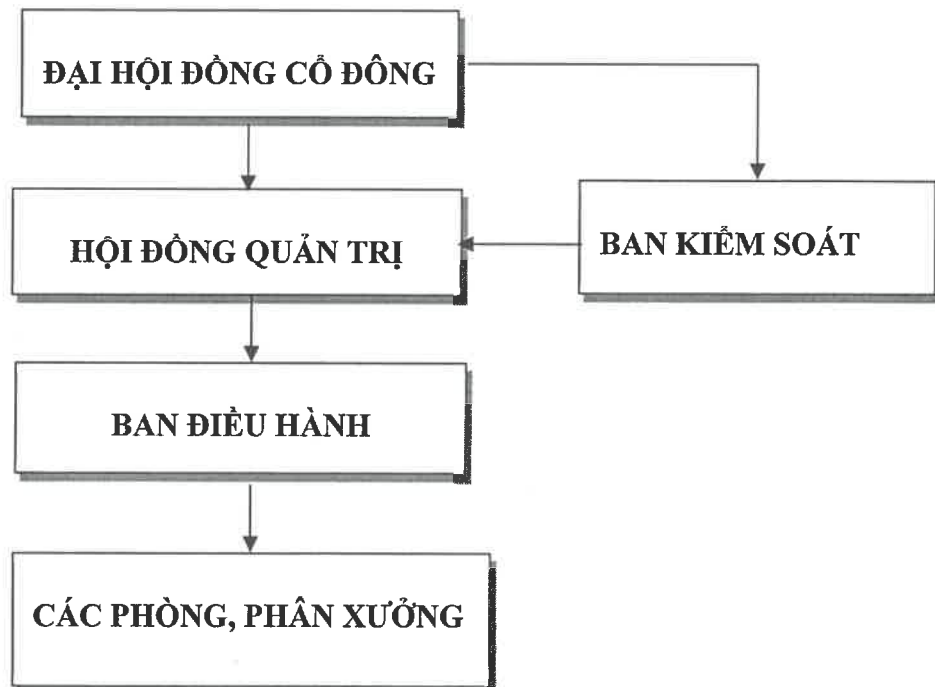 ĐẠI HỘI ĐỒNG CỔ ĐÔNG
HỘI ĐỒNG QUẢN TRỊ
BAN KIỂM SOÁT
BAN ĐIỀU HÀNH
CÁC PHÒNG, PHÂN XƯỞNG